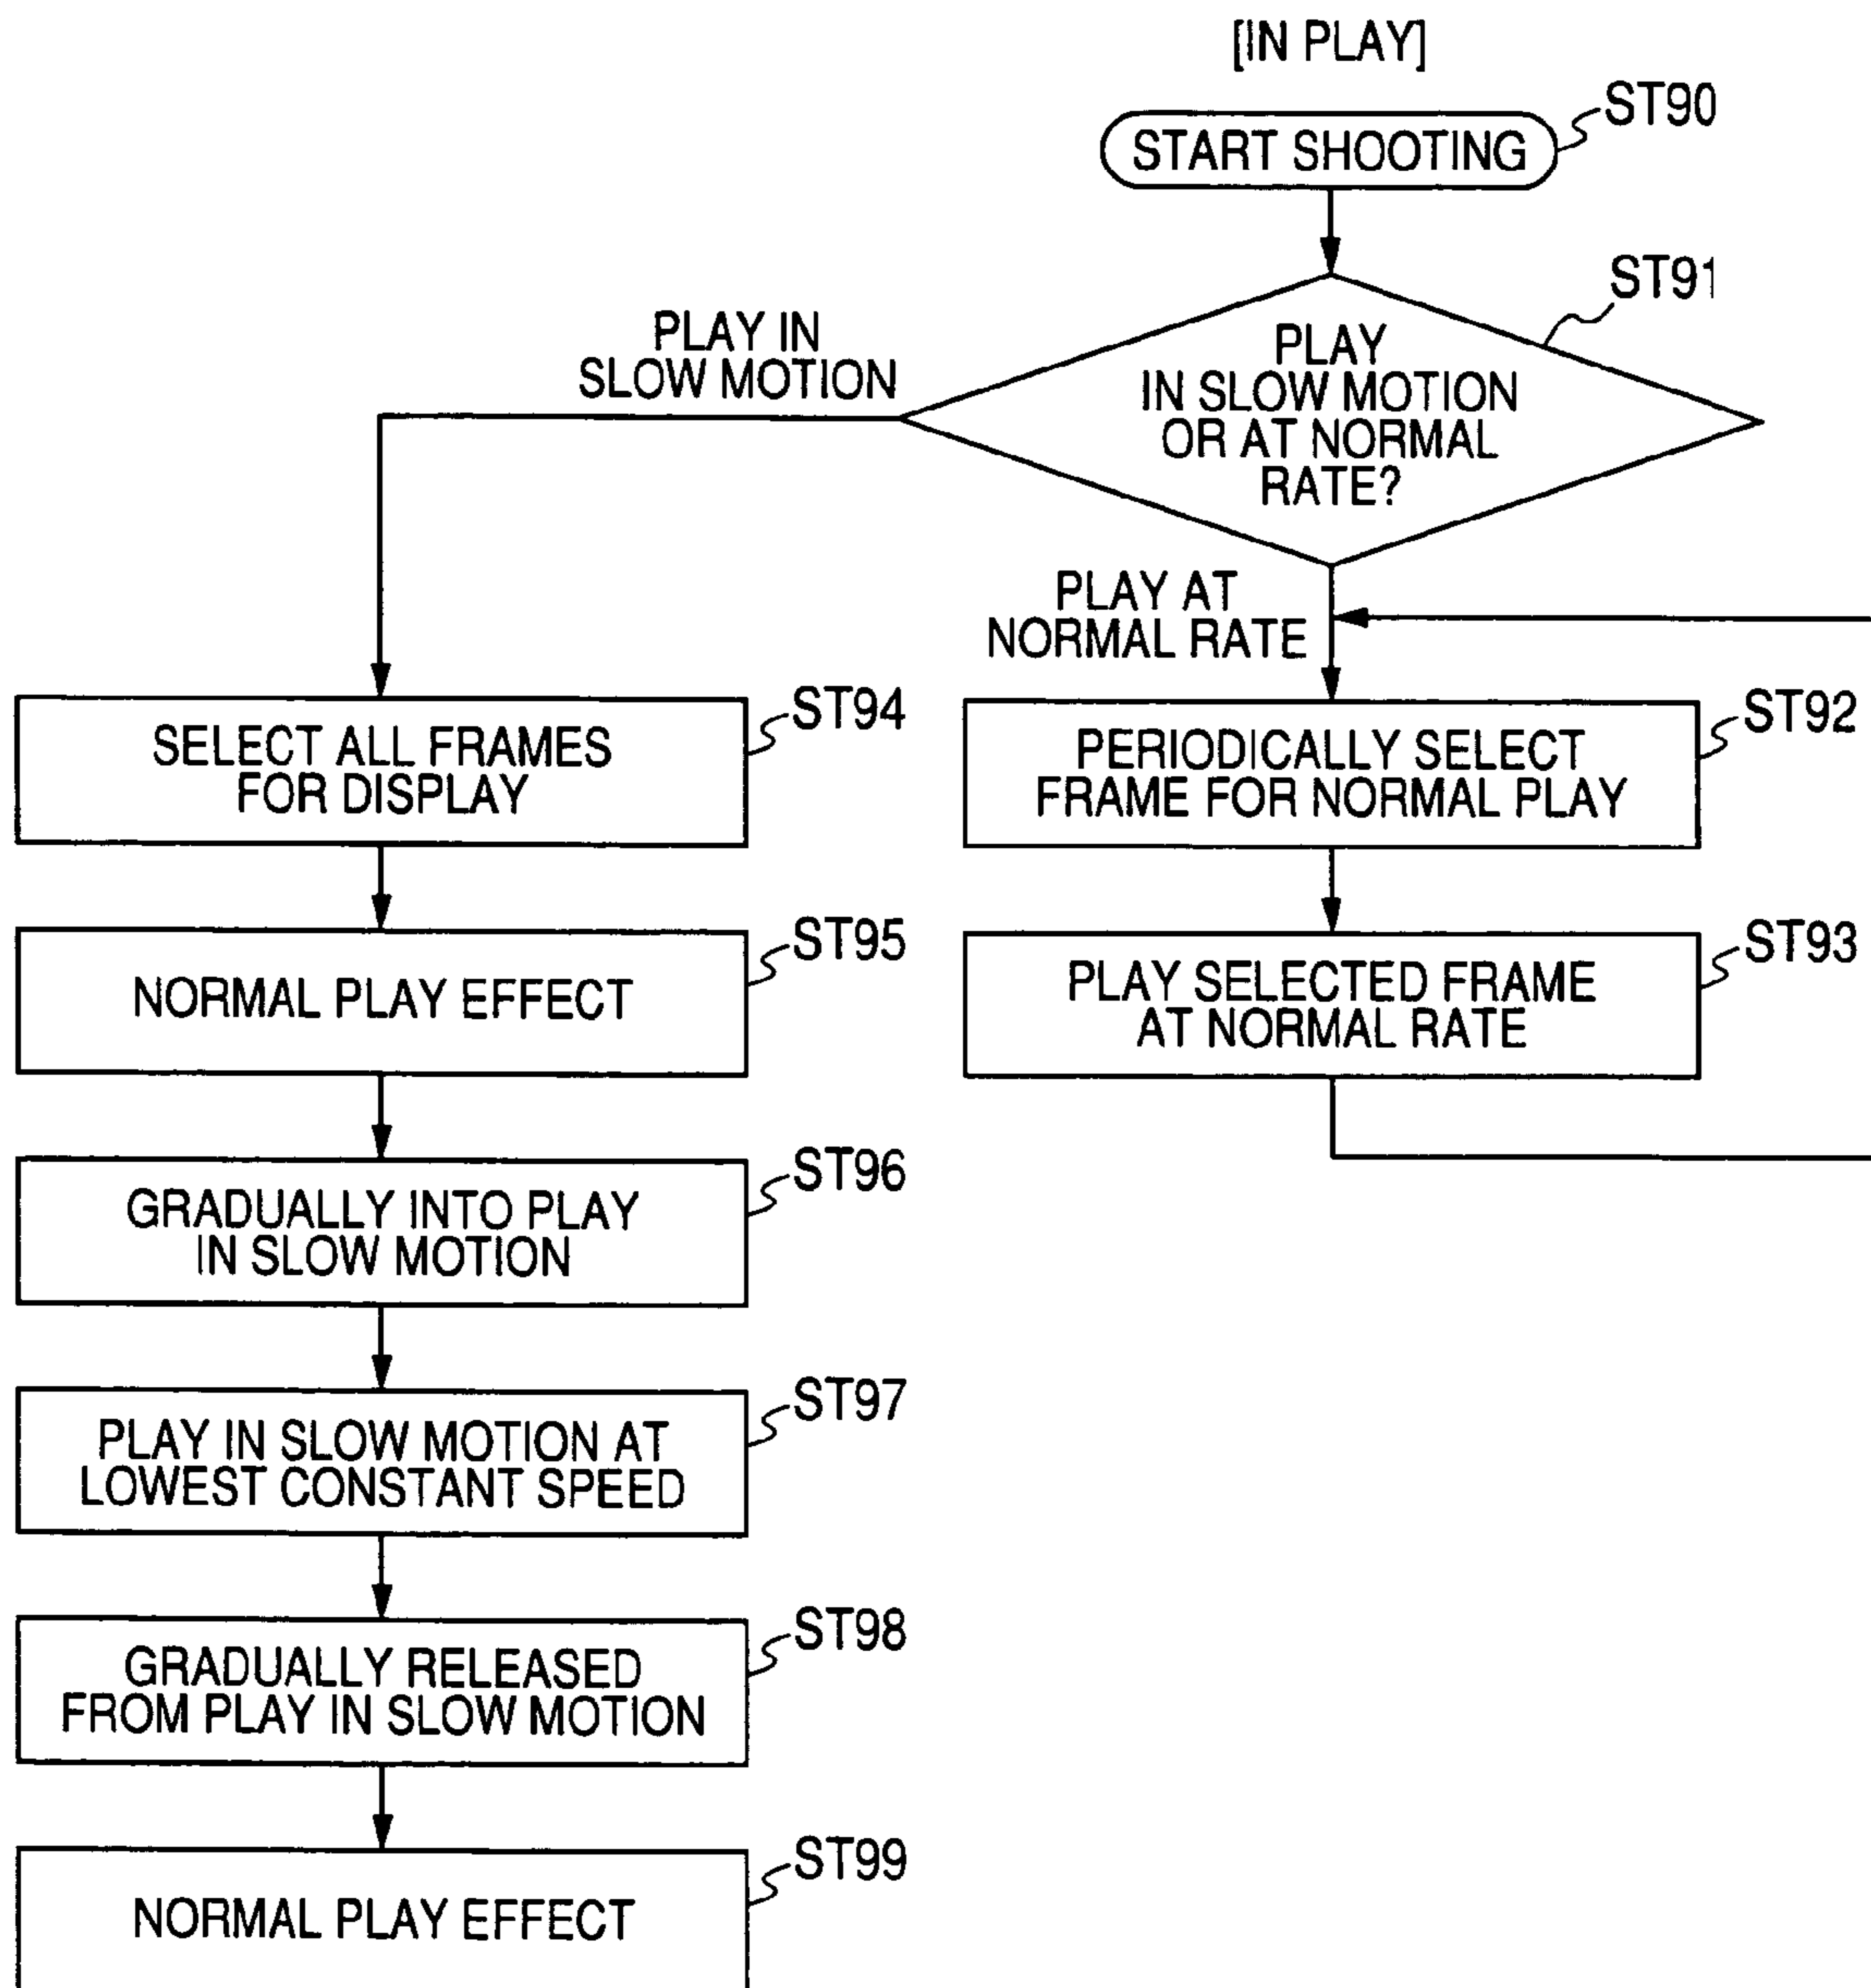 [IN PLAY]
START SHOOTING
ST90
ST91
PLAY
IN SLOW MOTION
OR AT NORMAL
RATE?
PLAY IN
SLOW MOTION
PLAY AT
NORMAL RATE
SELECT ALL FRAMES
FOR DISPLAY
ST94
PERIODICALLY SELECT
FRAME FOR NORMAL PLAY
ST92
NORMAL PLAY EFFECT
ST95
PLAY SELECTED FRAME
AT NORMAL RATE
ST93
GRADUALLY INTO PLAY
IN SLOW MOTION
ST96
PLAY IN SLOW MOTION AT
LOWEST CONSTANT SPEED
ST97
GRADUALLY RELEASED
FROM PLAY IN SLOW MOTION
ST98
NORMAL PLAY EFFECT
ST99